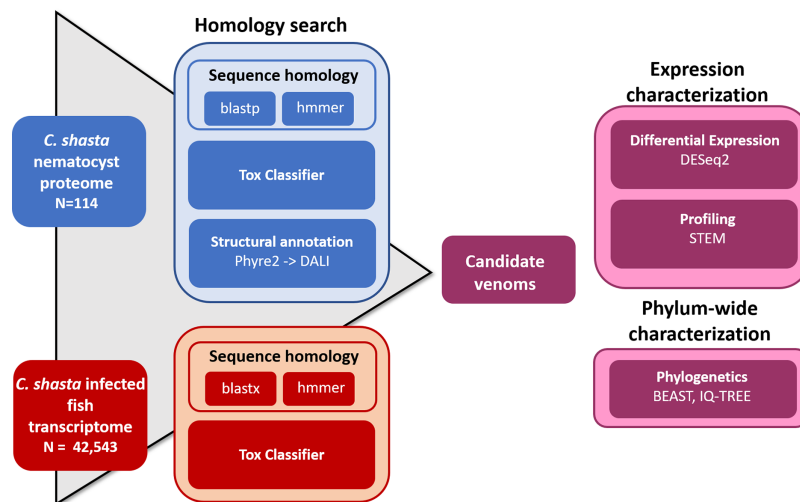 Homology search
Sequence homology
blastp
hmmer
C. shasta
nematocyst
proteome
N=114
Tox Classifier
Structural annotation
Phyre2 -> DALI
C. shasta infected
fish
transcriptome
N = 42,543
Sequence homology
blastx
hmmer
Tox Classifier
Candidate
venoms
Expression
characterization
Differential Expression
DESeq2
Profiling
STEM
Phylum-wide
characterization
Phylogenetics
BEAST, IQ-TREE